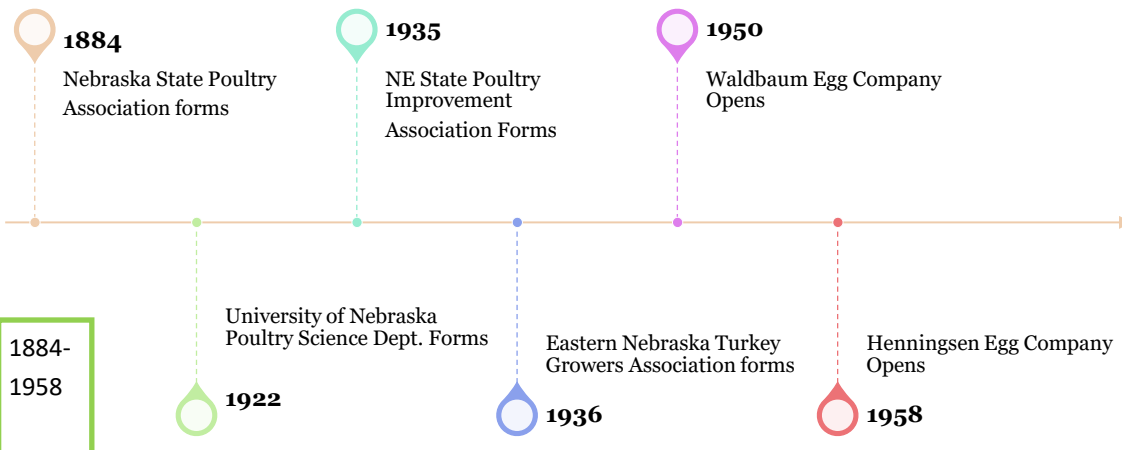 1884
Nebraska State Poultry
Association forms
1935
NE State Poultry
Improvement
Association Forms
1950
Waldbaum Egg Company
Opens
1884-
1958
University of Nebraska
Poultry Science Dept. Forms
1922
Eastern Nebraska Turkey
Growers Association forms
1936
Henningsen Egg Company
Opens
1958